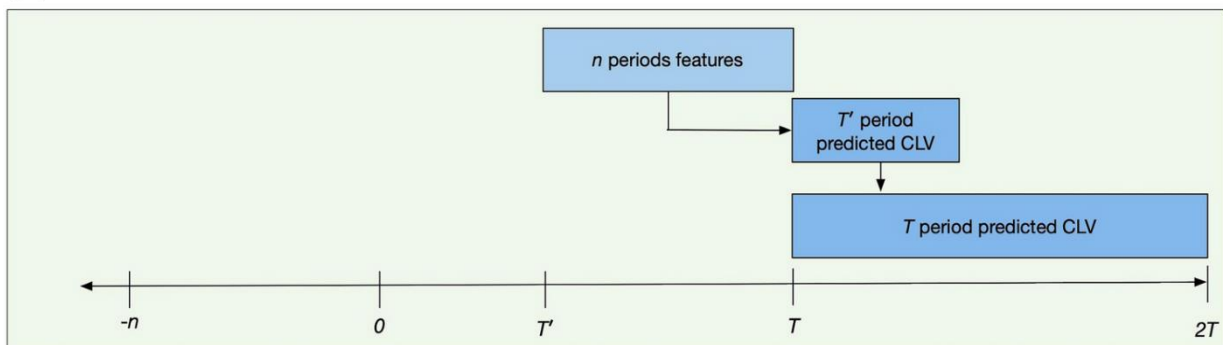 n periods features
T′ period
predicted CLV
T period predicted CLV
-n
0
T′
T
2T